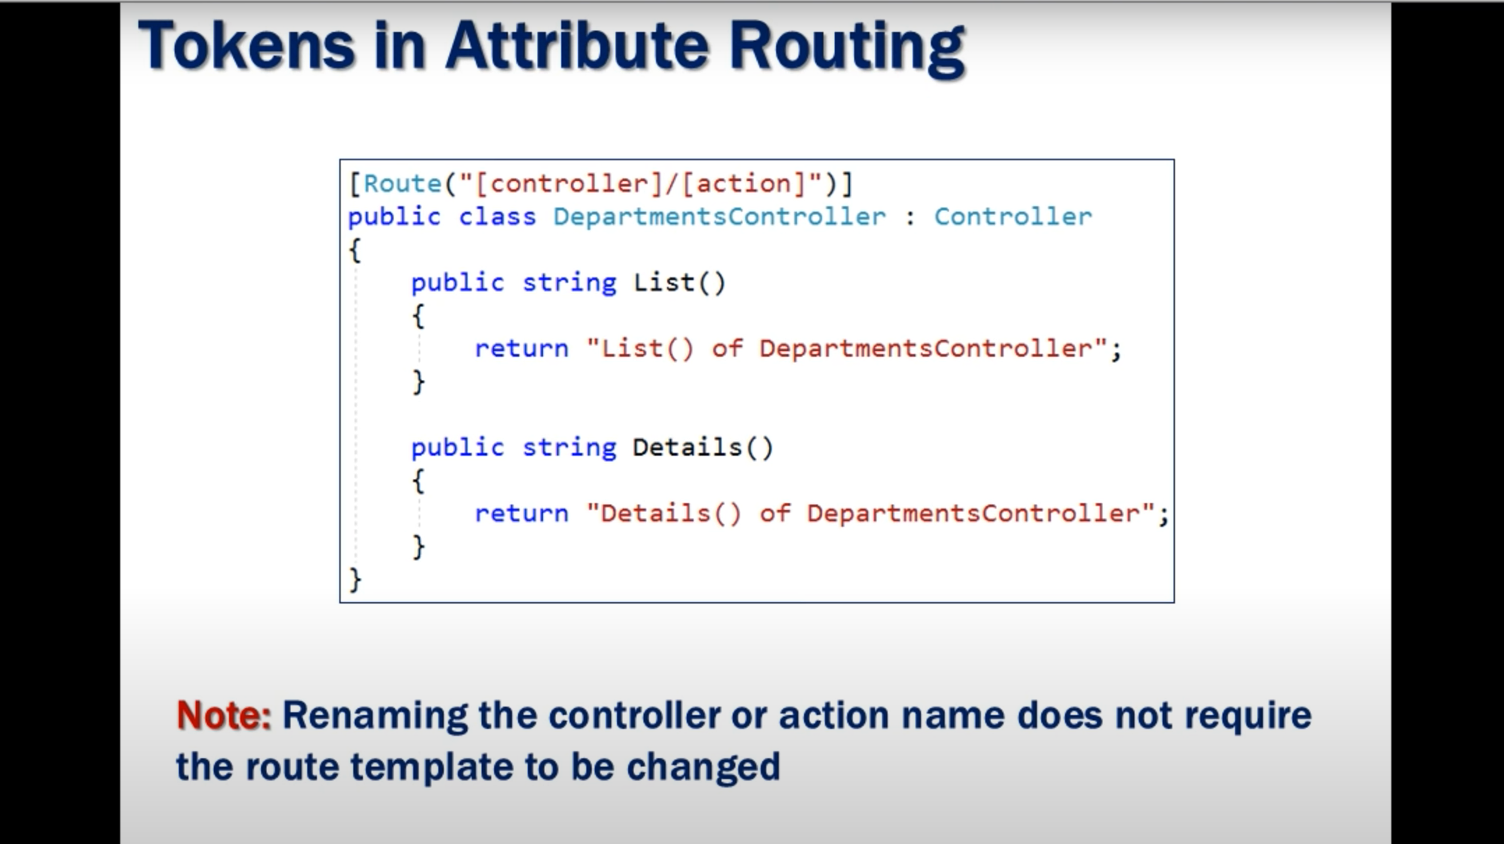 Tokens in Attribute Routing
[Route("[controller]/[action]")]
public class DepartmentsController : Controller
{
public string List()
{
return "List() of DepartmentsController";
}
public string Details()
{
return "Details() of DepartmentsController";
}
}
Note: Renaming the controller or action name does not require
the route template to be changed